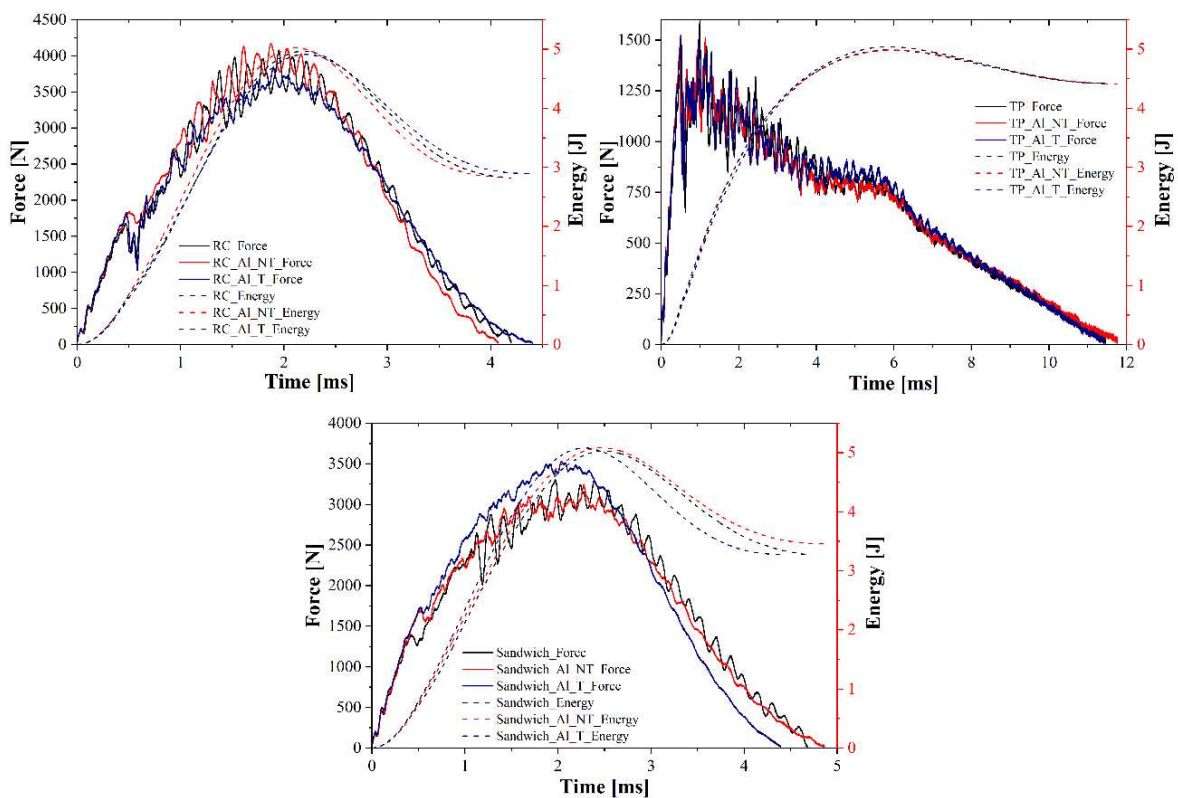 4500
4000
3500
3000
2500
2000
1500
1000
500
0
Force [N]
0 1 2 3 4
Time [ms]
5
4
3
2
1
0
Energy [J]
RC_Force
RC_Al_NT_Force
RC_Al_T_Force
RC_Energy
RC_Al_NT_Energy
RC_Al_T_Energy
1500
1250
1000
750
500
250
0
Force [N]
0 2 4 6 8 10 12
Time [ms]
5
4
3
2
1
0
Energy [J]
TP_Force
TP_Al_NT_Force
TP_Al_T_Force
TP_Energy
TP_Al_NT_Energy
TP_Al_T_Energy
4000
3500
3000
2500
2000
1500
1000
500
0
Force [N]
0 1 2 3 4 5
Time [ms]
5
4
3
2
1
0
Energy [J]
Sandwich_Force
Sandwich_Al_NT_Force
Sandwich_Al_T_Force
Sandwich_Energy
Sandwich_Al_NT_Energy
Sandwich_Al_T_Energy